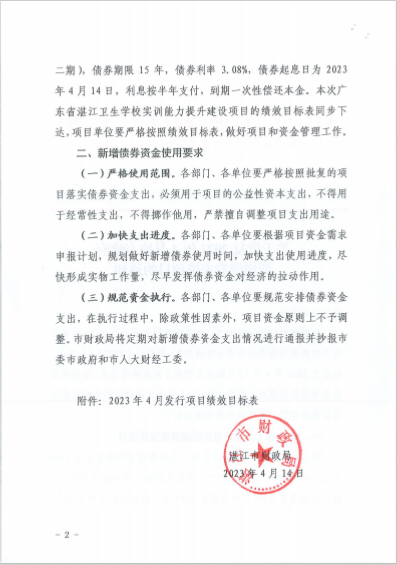 二期)，债券期限 15 年，债券利率 3.08%，债券起息日为 2023
年 4 月 14 日，利息按半年支付，到期一次性偿还本金。本次广
东省湛江卫生学校实训能力提升建设项目的绩效目标表同步下
达，项目单位要严格按照绩效目标表，做好项目和资金管理工作。
二、新增债券资金使用要求
（一）严格使用范围。各部门、各单位要严格按照批复的项
目落实债券资金支出，必须用于项目的公益性资本支出，不得用
于经常性支出，不得挪作他用，严禁擅自调整项目支出用途。
（二）加快支出进度。各部门、各单位要根据项目资金需求
申报计划，规划做好新增债券使用时间，加快支出使用进度，尽
快形成实物工作量，尽早发挥债券资金对经济的拉动作用。
（三）规范资金执行。各部门、各单位要规范安排债券资金
支出，在执行过程中，除政策性因素外，项目资金原则上不予调
整。市财政局将定期对新增债券资金支出情况进行通报并抄报市
委市政府和市人大财经工委。
附件：2023 年 4 月发行项目绩效目标表
湛江市财政局
湛江市财政局
2023 年 4 月 14 日
- 2 -